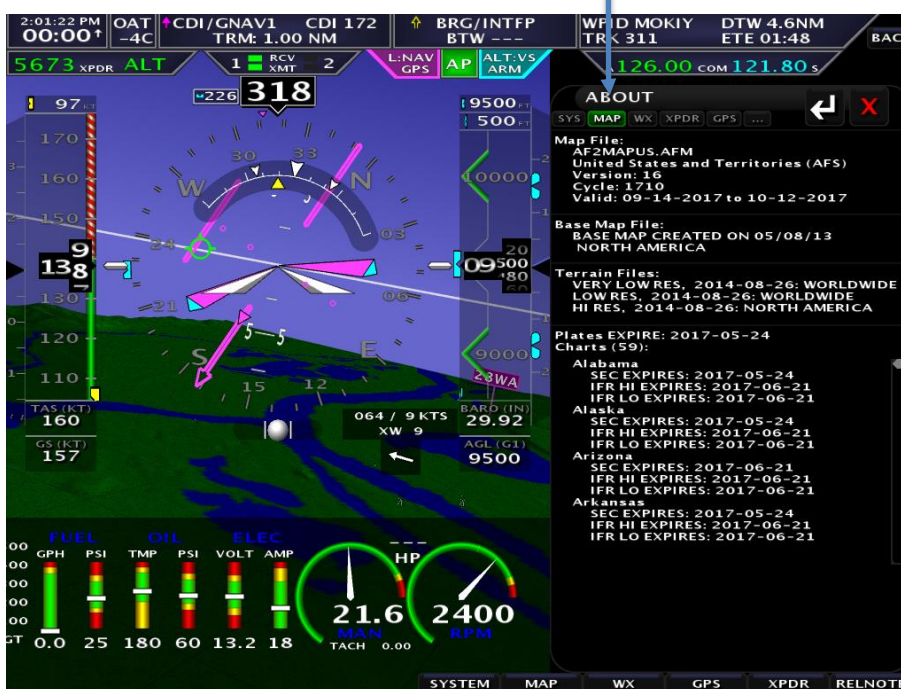 2:01:22 PM
00:00↑
OAT
-4C
CDI/GNAV1 CDI 172
TRM: 1.00 NM
BRG/INTFP
BTW ---
WPID MOKIY DTW 4.6NM
TRK 311 ETE 01:48
BAC
5673 XPDR ALT
1 RCV XMT 2
L:NAV GPS
AP
ALT:VS ARM
126.00 COM 121.80 S
97 KT
226
318
9500 FT
500 FT
170
160
150
138
130
120
110
30
33
W
N
24
03
21
06
S
E
15
12
5 5
10000
09500
20
80
9000
23WA
TAS (KT)
160
GS (KT)
157
064 / 9 KTS
XW 9
BARO (IN)
29.92
AGL (G1)
9500
FUEL OIL ELEC
GPH PSI TMP PSI VOLT AMP
0.0 25 180 60 13.2 18
---
HP
21.6
MAN
TACH 0.00
2400
RPM
ABOUT
SYS MAP WX XPDR GPS ...
X
Map File:
AF2MAPUS.AFM
United States and Territories (AFS)
Version: 16
Cycle: 1710
Valid: 09-14-2017 to 10-12-2017
Base Map File:
BASE MAP CREATED ON 05/08/13
NORTH AMERICA
Terrain Files:
VERY LOW RES, 2014-08-26: WORLDWIDE
LOW RES, 2014-08-26: WORLDWIDE
HI RES, 2014-08-26: NORTH AMERICA
Plates EXPIRE: 2017-05-24
Charts (59):
Alabama
SEC EXPIRES: 2017-05-24
IFR HI EXPIRES: 2017-06-21
IFR LO EXPIRES: 2017-06-21
Alaska
SEC EXPIRES: 2017-05-24
IFR HI EXPIRES: 2017-06-21
IFR LO EXPIRES: 2017-06-21
Arizona
SEC EXPIRES: 2017-06-21
IFR HI EXPIRES: 2017-06-21
IFR LO EXPIRES: 2017-06-21
Arkansas
SEC EXPIRES: 2017-05-24
IFR HI EXPIRES: 2017-06-21
IFR LO EXPIRES: 2017-06-21
SYSTEM MAP WX GPS XPDR RELNOTE